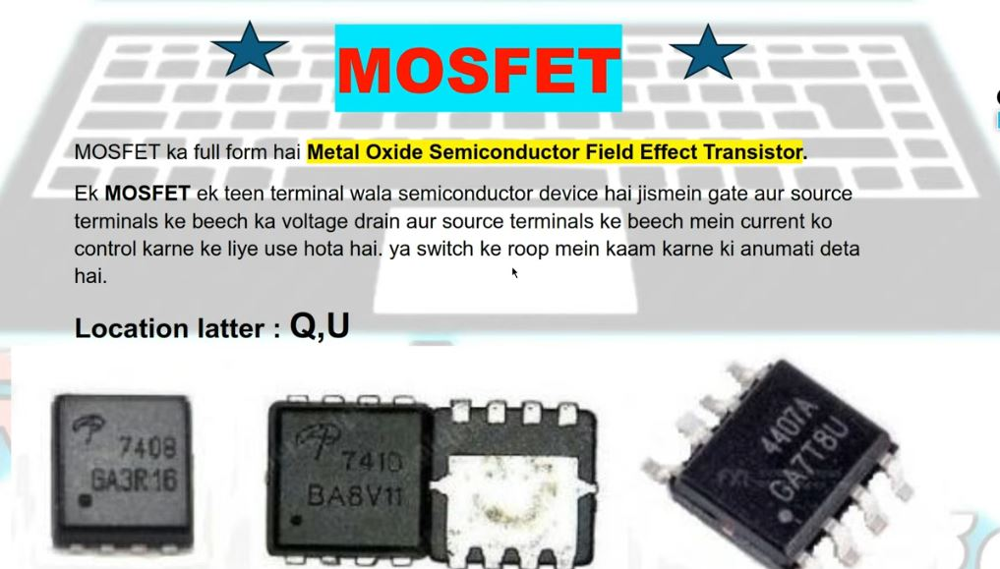 MOSFET
MOSFET ka full form hai Metal Oxide Semiconductor Field Effect Transistor.
Ek MOSFET ek teen terminal wala semiconductor device hai jismein gate aur source
terminals ke beech ka voltage drain aur source terminals ke beech mein current ko
control karne ke liye use hota hai. ya switch ke roop mein kaam karne ki anumati deta
hai.
Location latter : Q,U
7408
GA3R16
7410
BA8V11
4407A
GA7T8U